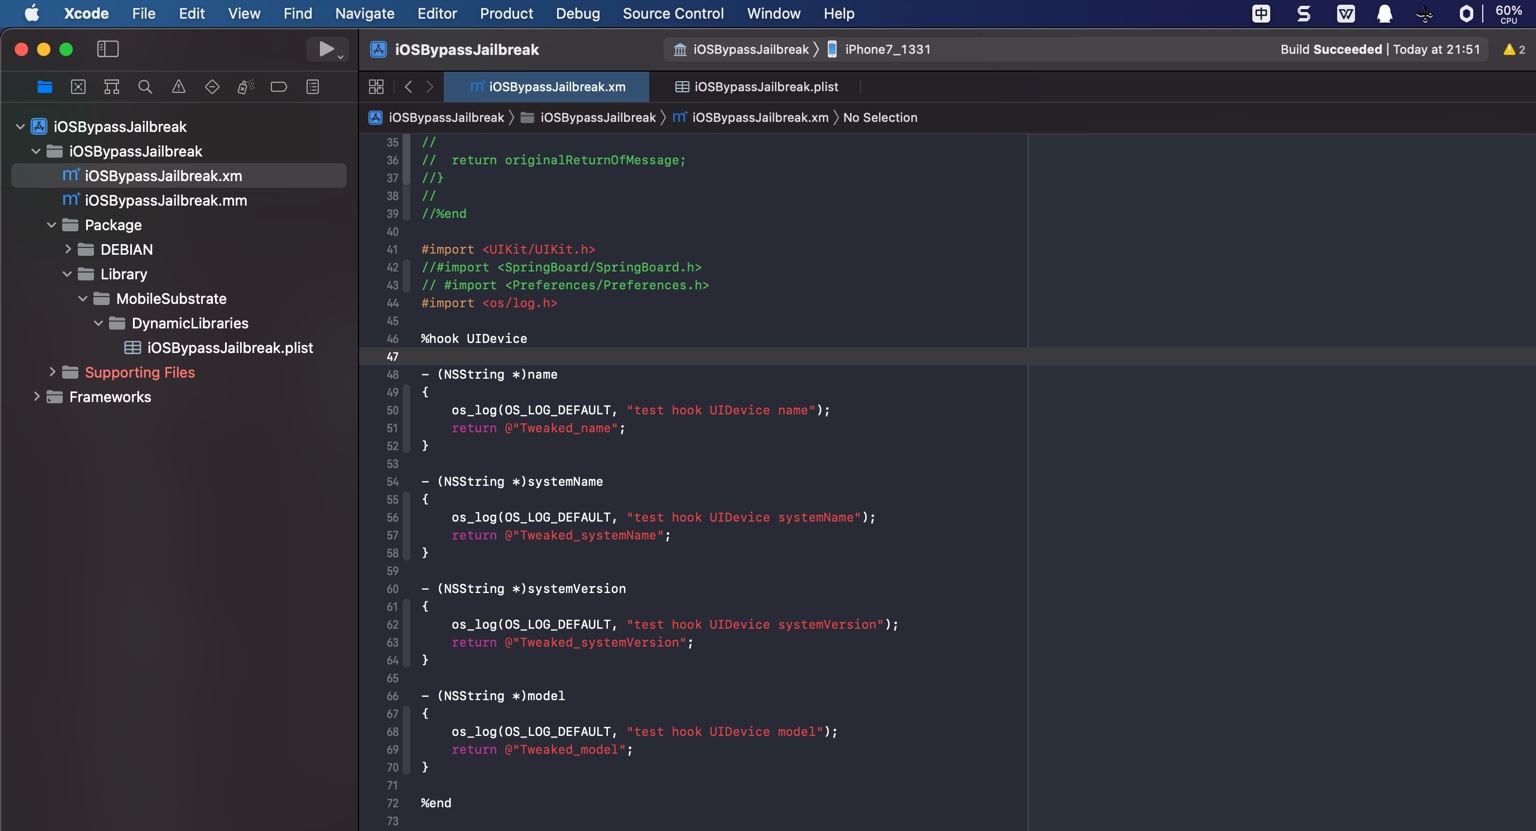 Xcode File Edit View Find Navigate Editor Product Debug Source Control Window Help 中 S W 60%
CPU
iOSBypassJailbreak iOSBypassJailbreak 〉 iPhone7_1331 Build Succeeded | Today at 21:51 2
iOSBypassJailbreak.xm iOSBypassJailbreak.plist
iOSBypassJailbreak 〉 iOSBypassJailbreak 〉 iOSBypassJailbreak.xm 〉 No Selection
iOSBypassJailbreak
iOSBypassJailbreak
iOSBypassJailbreak.xm
iOSBypassJailbreak.mm
Package
DEBIAN
Library
MobileSubstrate
DynamicLibraries
iOSBypassJailbreak.plist
Supporting Files
Frameworks
35 //
36 //  return originalReturnOfMessage;
37 //}
38 //
39 //%end
40
41 #import <UIKit/UIKit.h>
42 //#import <SpringBoard/SpringBoard.h>
43 // #import <Preferences/Preferences.h>
44 #import <os/log.h>
45
46 %hook UIDevice
47
48 - (NSString *)name
49 {
50     os_log(OS_LOG_DEFAULT, "test hook UIDevice name");
51     return @"Tweaked_name";
52 }
53
54 - (NSString *)systemName
55 {
56     os_log(OS_LOG_DEFAULT, "test hook UIDevice systemName");
57     return @"Tweaked_systemName";
58 }
59
60 - (NSString *)systemVersion
61 {
62     os_log(OS_LOG_DEFAULT, "test hook UIDevice systemVersion");
63     return @"Tweaked_systemVersion";
64 }
65
66 - (NSString *)model
67 {
68     os_log(OS_LOG_DEFAULT, "test hook UIDevice model");
69     return @"Tweaked_model";
70 }
71
72 %end
73